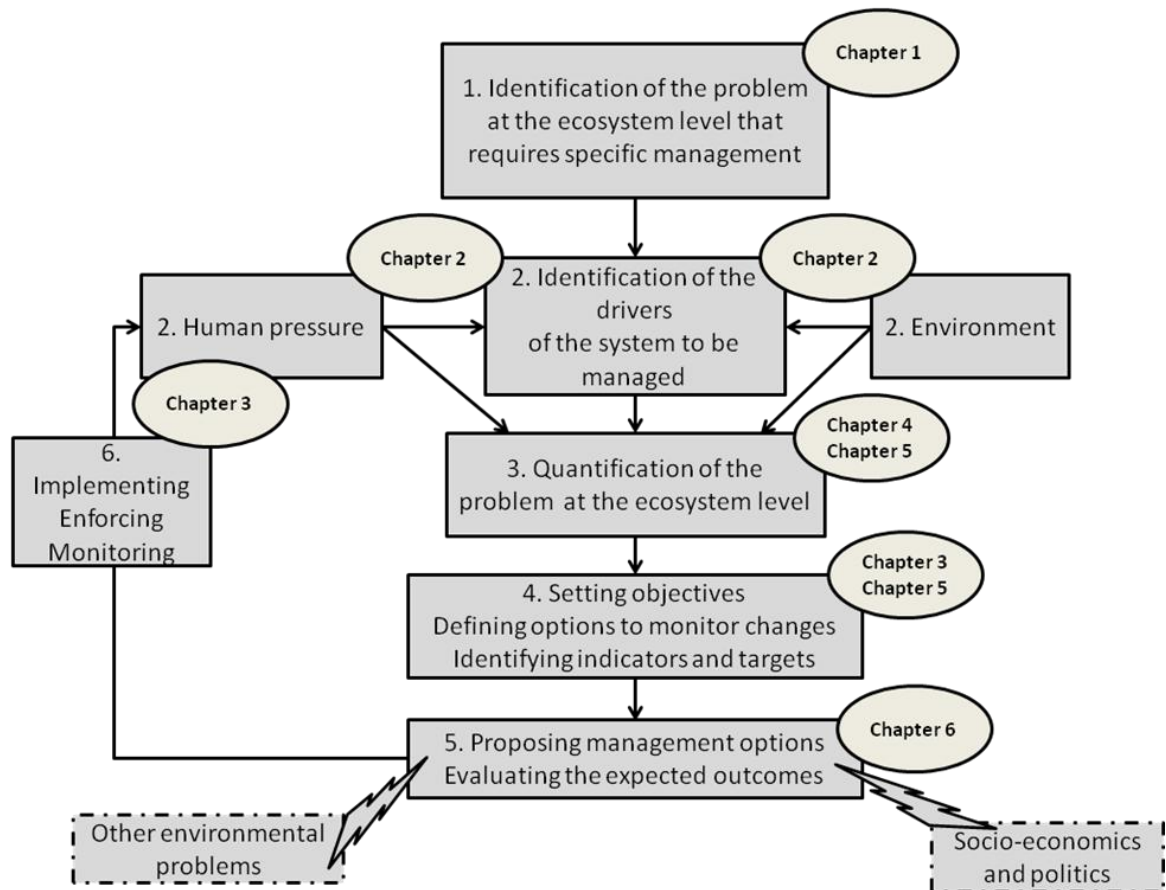 Chapter 1
1. Identification of the problem
at the ecosystem level that
requires specific management
Chapter 2
Chapter 2
2. Human pressure
2. Identification of the
drivers
of the system to be
managed
2. Environment
Chapter 3
6.
Implementing
Enforcing
Monitoring
Chapter 4
Chapter 5
3. Quantification of the
problem at the ecosystem level
Chapter 3
Chapter 5
4. Setting objectives
Defining options to monitor changes
Identifying indicators and targets
Chapter 6
5. Proposing management options
Evaluating the expected outcomes
Other environmental
problems
Socio-economics
and politics